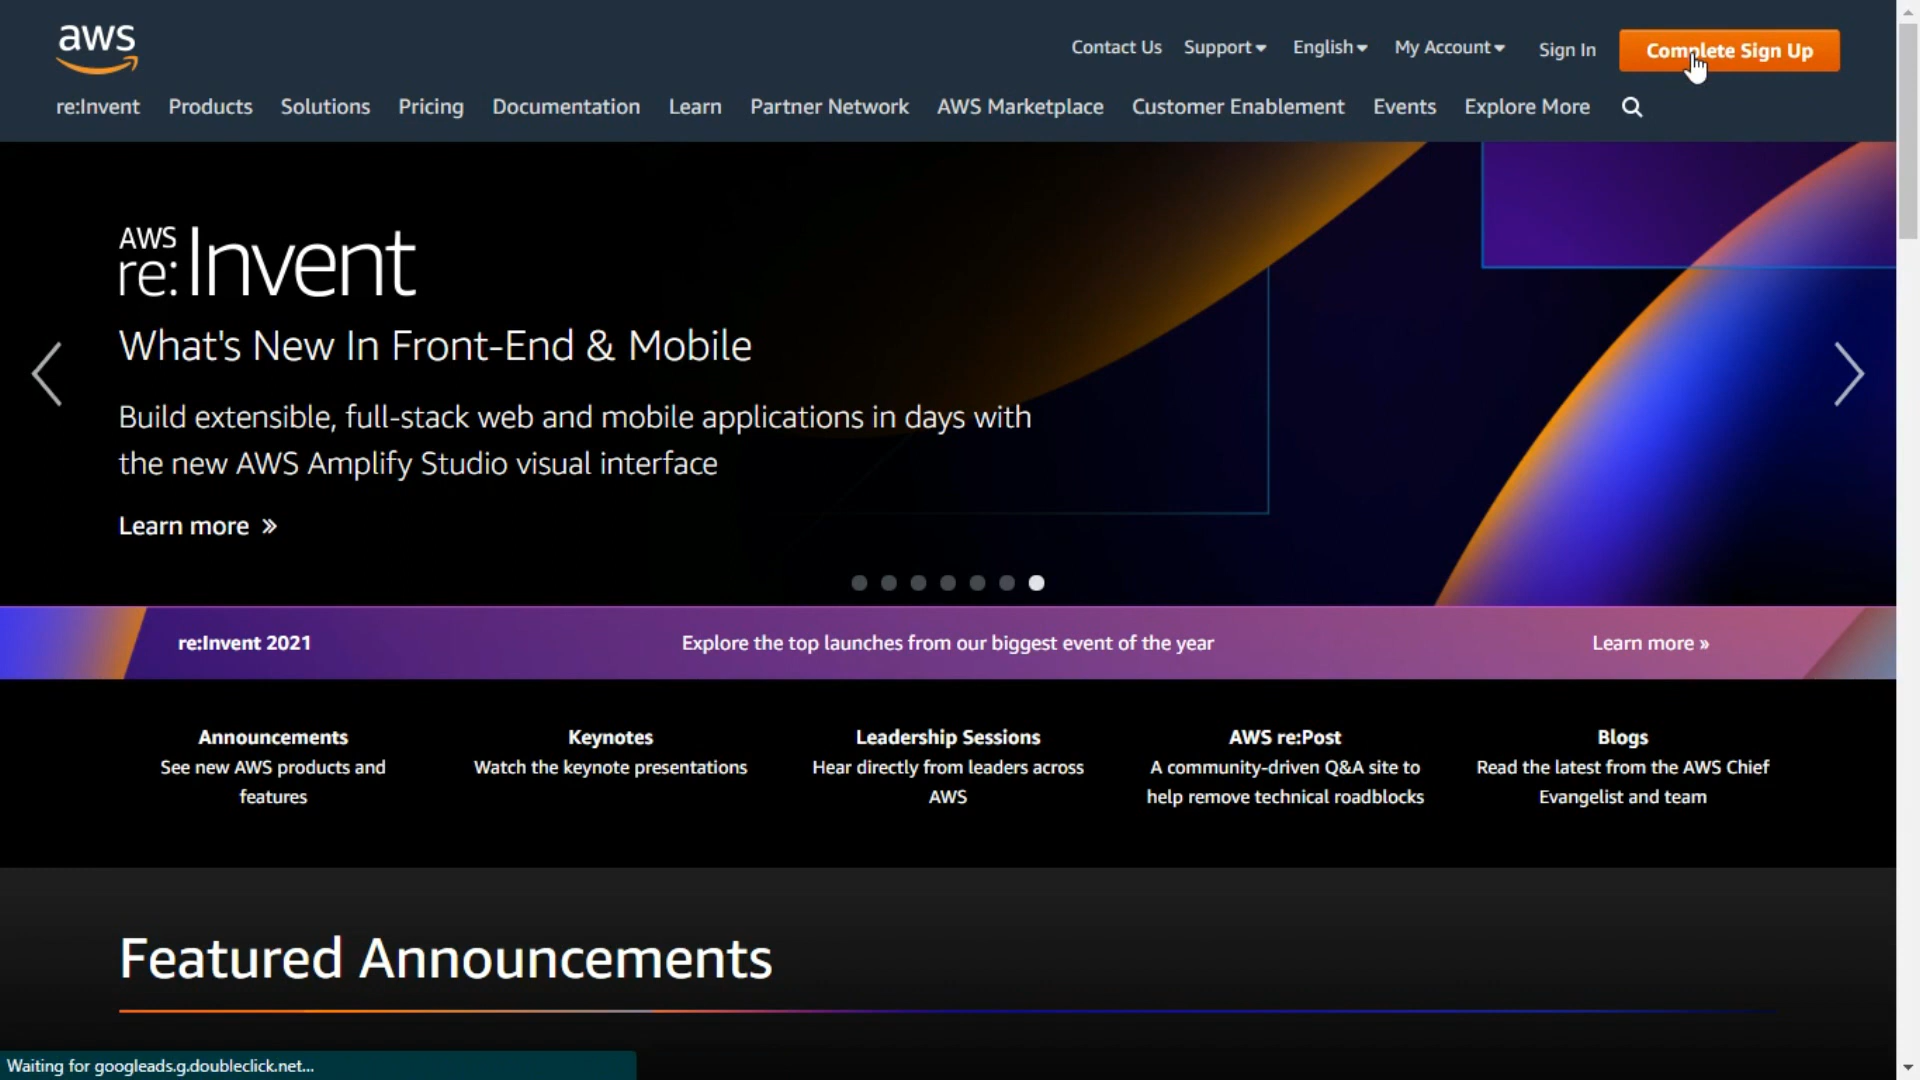 aws
Contact Us Support English My Account Sign In Complete Sign Up
re:Invent Products Solutions Pricing Documentation Learn Partner Network AWS Marketplace Customer Enablement Events Explore More
AWS
re:Invent
What's New In Front-End & Mobile
Build extensible, full-stack web and mobile applications in days with
the new AWS Amplify Studio visual interface
Learn more »
re:Invent 2021 Explore the top launches from our biggest event of the year Learn more »
Announcements
See new AWS products and
features
Keynotes
Watch the keynote presentations
Leadership Sessions
Hear directly from leaders across
AWS
AWS re:Post
A community-driven Q&A site to
help remove technical roadblocks
Blogs
Read the latest from the AWS Chief
Evangelist and team
Featured Announcements
Waiting for googleads.g.doubleclick.net...